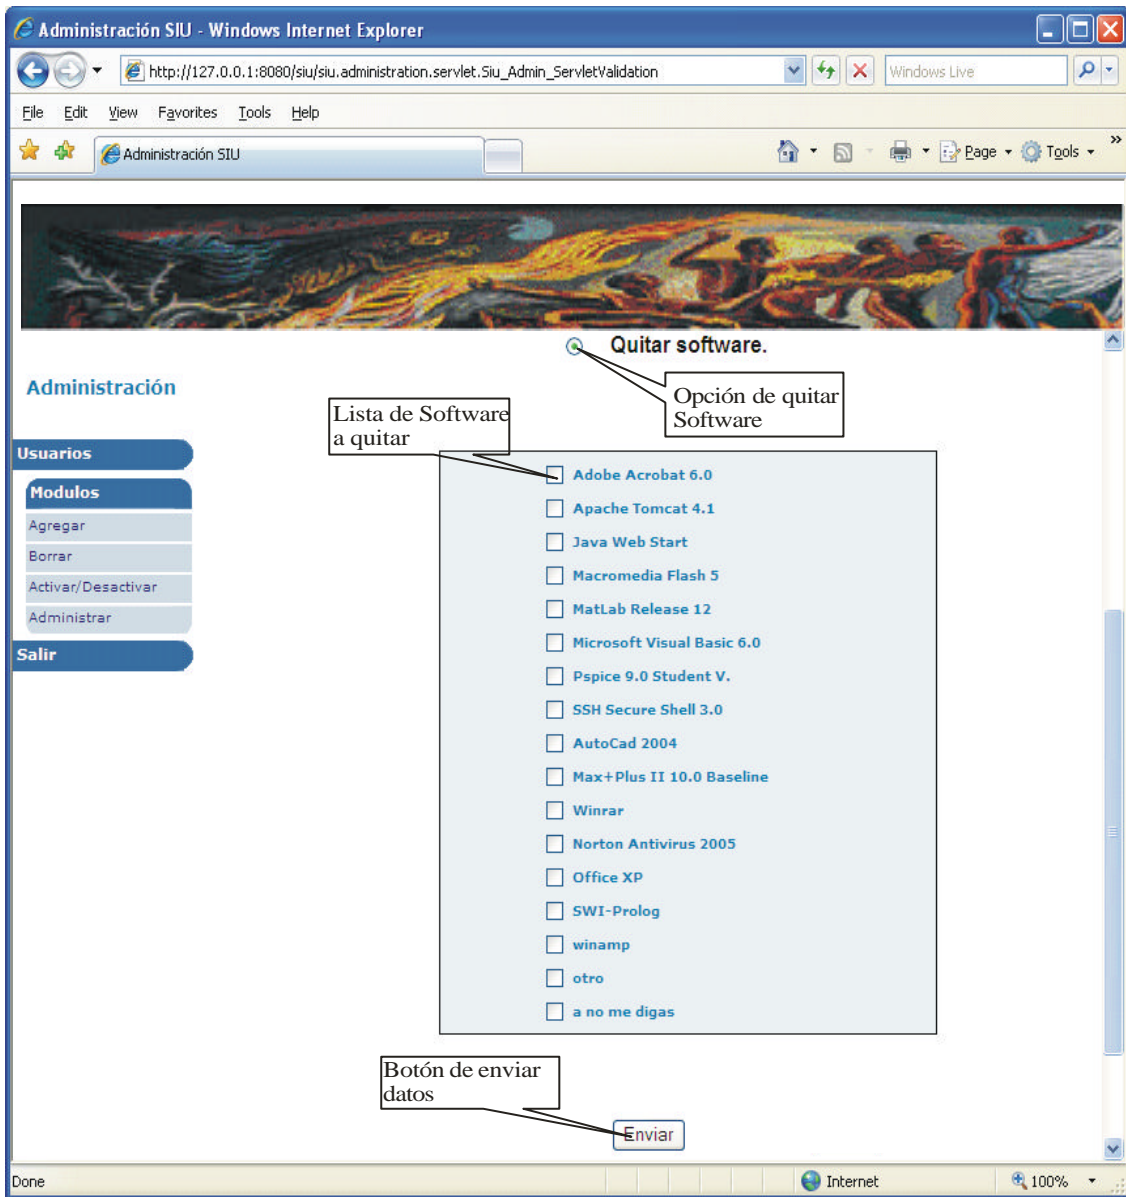 Administración SIU - Windows Internet Explorer
http://127.0.0.1:8080/siu/siu.administration.servlet.Siu_Admin_ServletValidation
Windows Live
File Edit View Favorites Tools Help
Administración SIU
Page Tools »
Quitar software.
Opción de quitar
Software
Administración
Lista de Software
a quitar
Usuarios
Modulos
Agregar
Borrar
Activar/Desactivar
Administrar
Salir
Adobe Acrobat 6.0
Apache Tomcat 4.1
Java Web Start
Macromedia Flash 5
MatLab Release 12
Microsoft Visual Basic 6.0
Pspice 9.0 Student V.
SSH Secure Shell 3.0
AutoCad 2004
Max+Plus II 10.0 Baseline
Winrar
Norton Antivirus 2005
Office XP
SWI-Prolog
winamp
otro
a no me digas
Botón de enviar
datos
Enviar
Done
Internet
100%